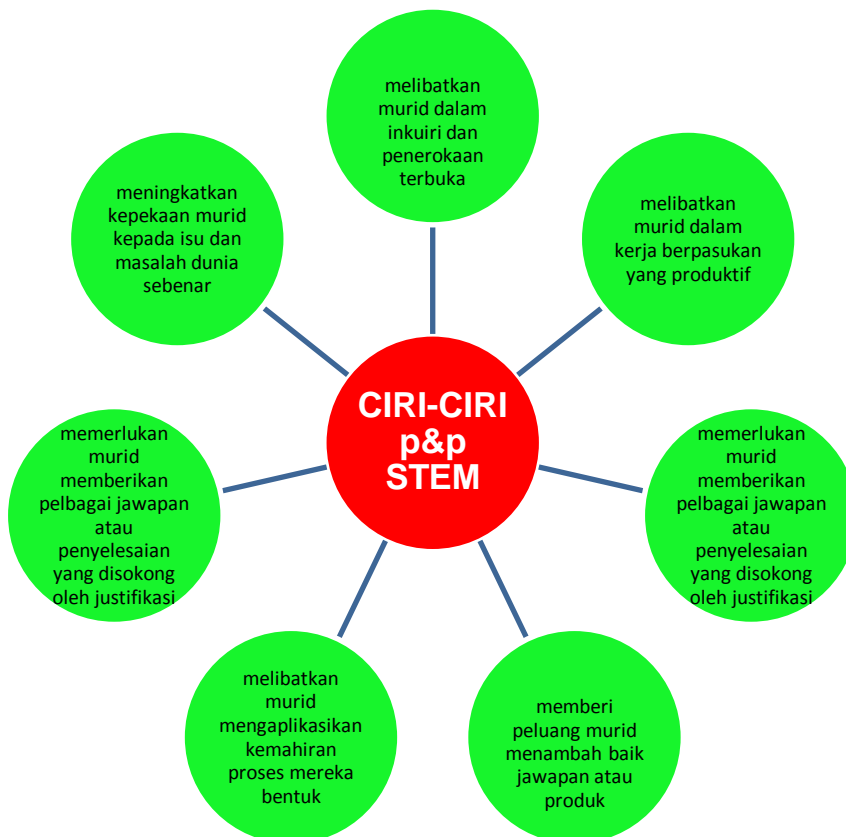 melibatkan
murid dalam
inkuiri dan
penerokaan
terbuka
melibatkan
murid dalam
kerja berpasukan
yang produktif
memerlukan
murid
memberikan
pelbagai jawapan
atau
penyelesaian
yang disokong
oleh justifikasi
memberi
peluang murid
menambah baik
jawapan atau
produk
melibatkan
murid
mengaplikasikan
kemahiran
proses mereka
bentuk
memerlukan
murid
memberikan
pelbagai jawapan
atau
penyelesaian
yang disokong
oleh justifikasi
meningkatkan
kepekaan murid
kepada isu dan
masalah dunia
sebenar
CIRI-CIRI
p&p
STEM